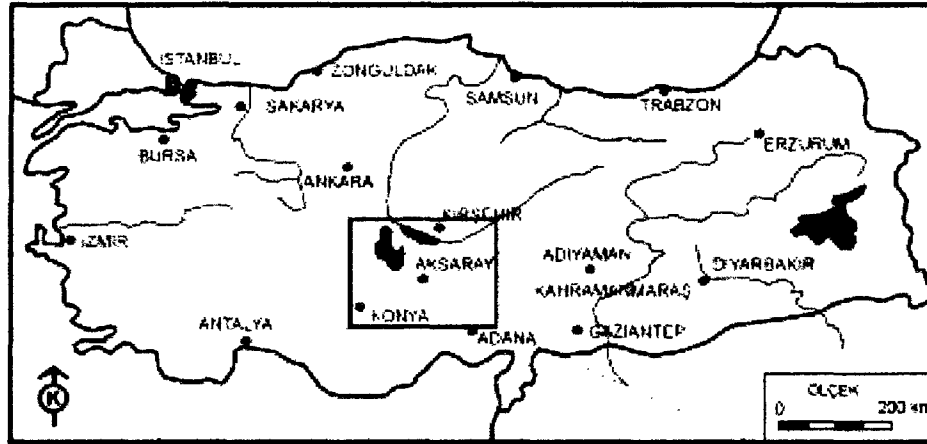 İSTANBUL
ZONGULDAK
SAKARYA
SAMSUN
TRABZON
BURSA
ERZURUM
ANKARA
KIRŞEHİR
İZMİR
ADIYAMAN
DİYARBAKIR
AKSARAY
KAHRAMANMARAŞ
KONYA
ANTALYA
ADANA
GAZİANTEP
K
ÖLÇEK
0 200 km